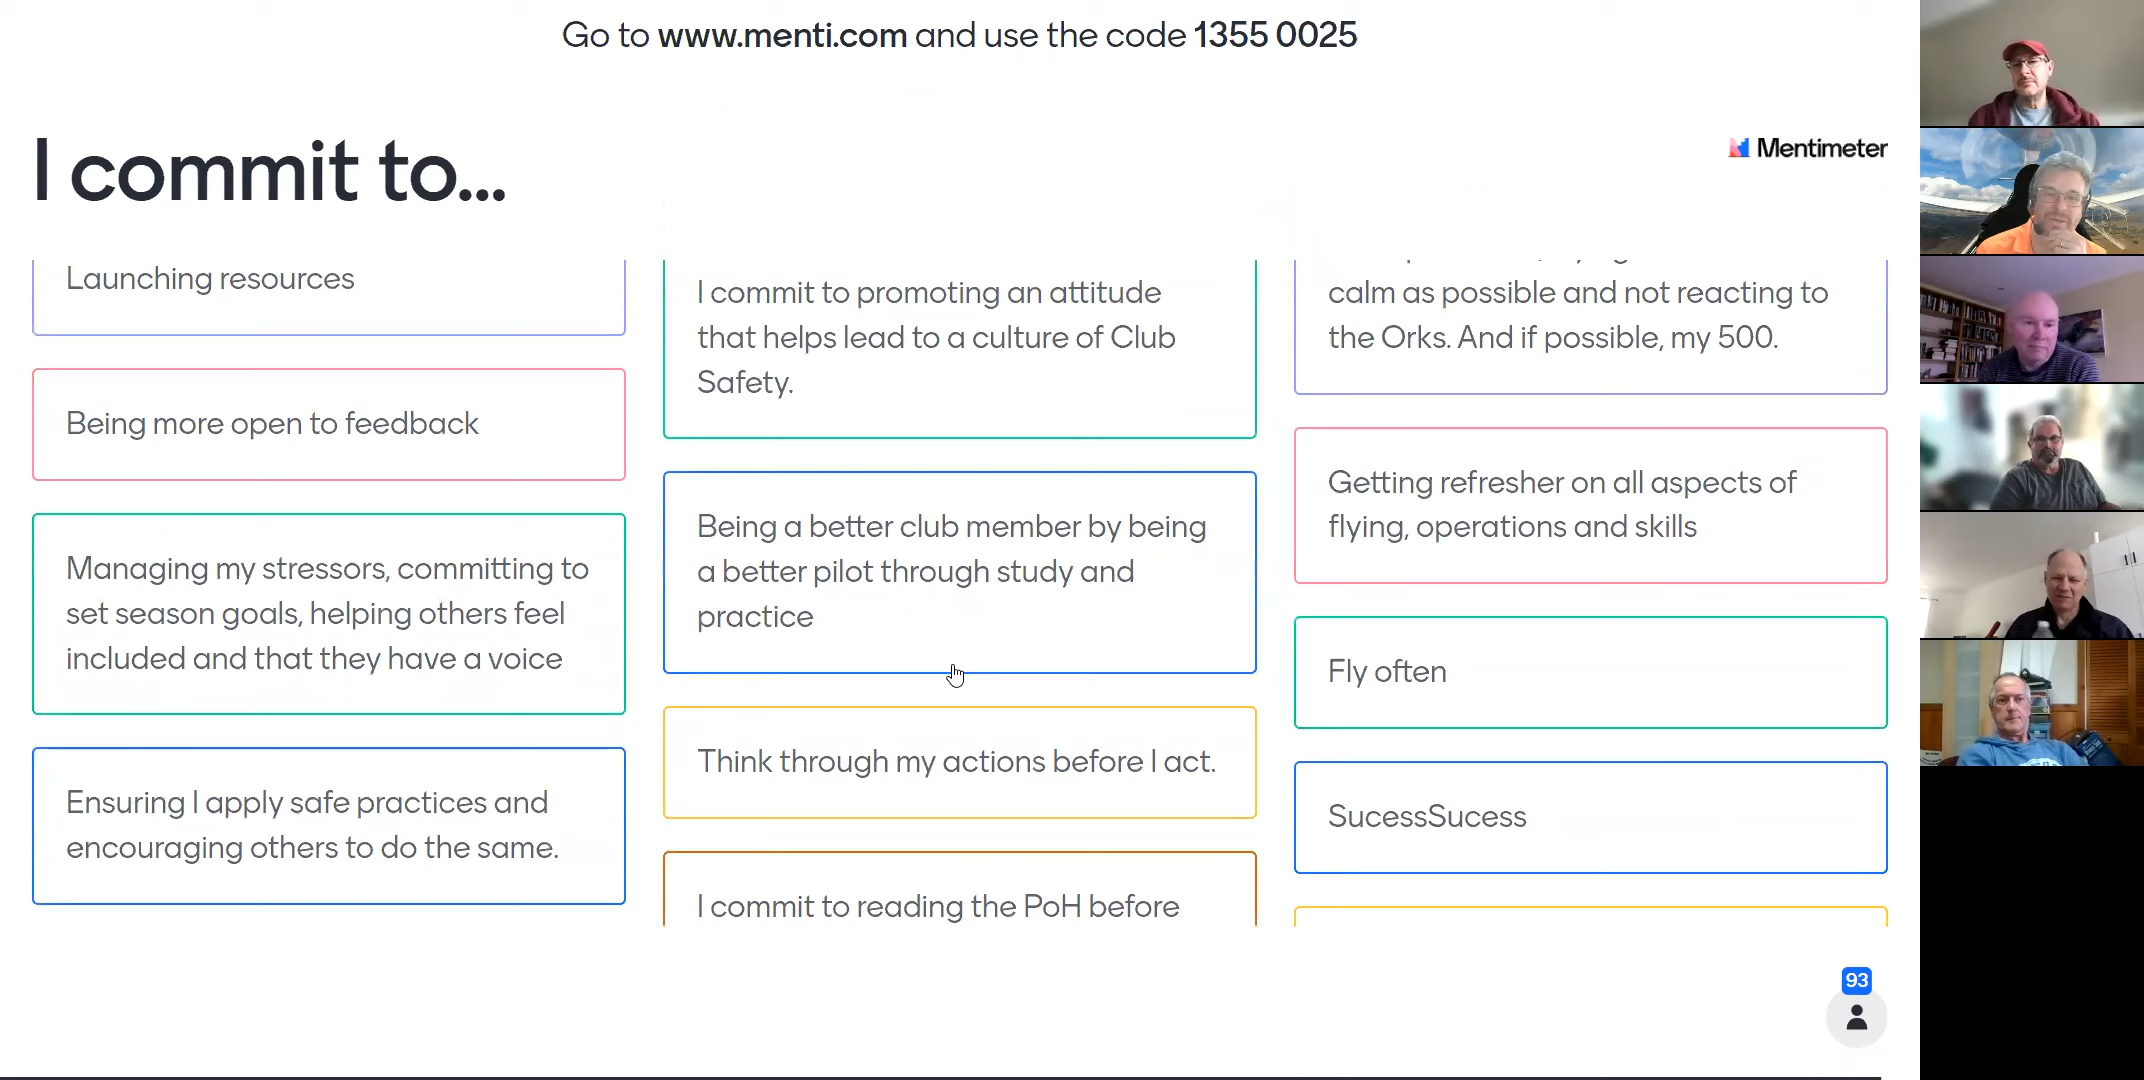 Go to www.menti.com and use the code 1355 0025
I commit to...
Mentimeter
Launching resources
Being more open to feedback
Managing my stressors, committing to
set season goals, helping others feel
included and that they have a voice
Ensuring I apply safe practices and
encouraging others to do the same.
I commit to promoting an attitude
that helps lead to a culture of Club
Safety.
Being a better club member by being
a better pilot through study and
practice
Think through my actions before I act.
I commit to reading the PoH before
calm as possible and not reacting to
the Orks. And if possible, my 500.
Getting refresher on all aspects of
flying, operations and skills
Fly often
SucessSucess
93